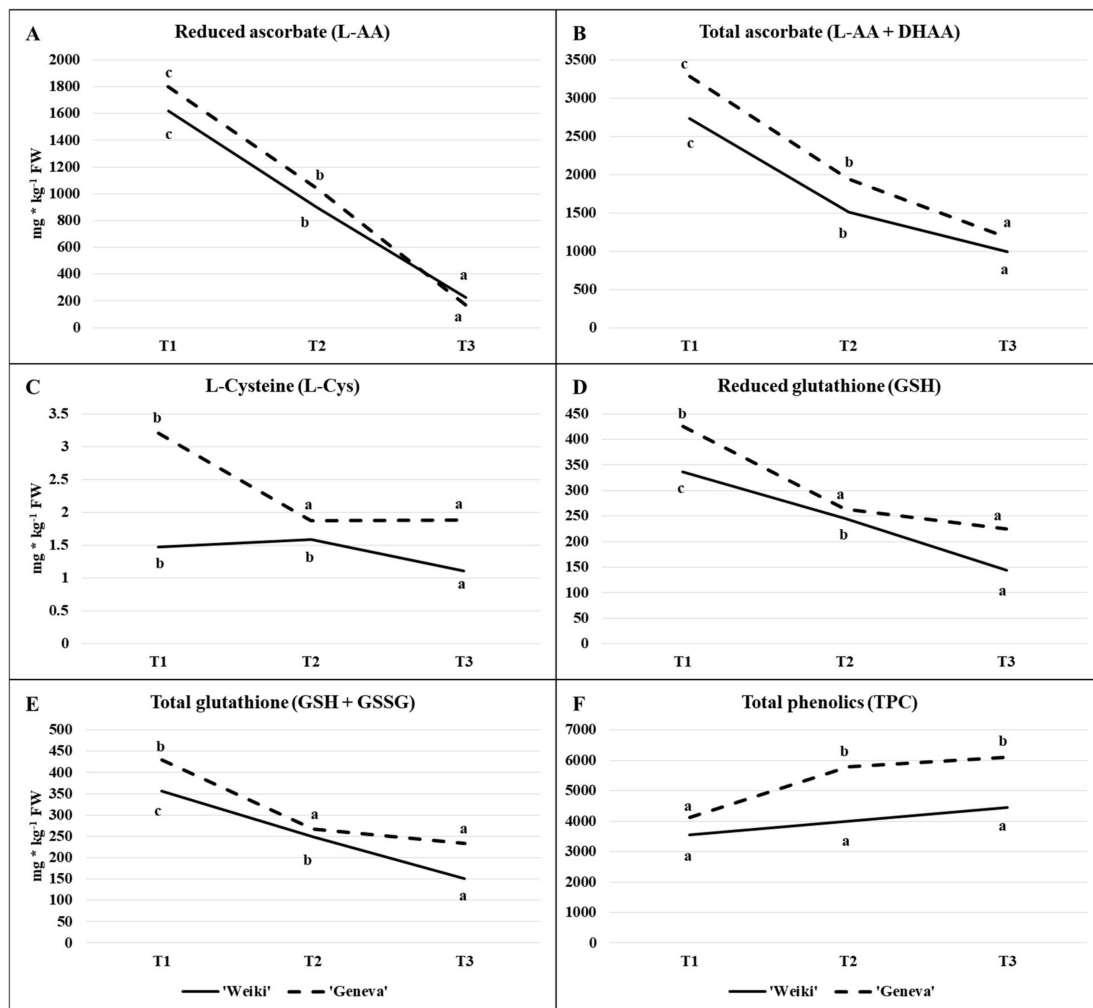 A
Reduced ascorbate (L-AA)
mg * kg⁻¹ FW
2000
1800
1600
1400
1200
1000
800
600
400
200
0
c
c
b
b
a
a
T1 T2 T3
B
Total ascorbate (L-AA + DHAA)
3500
3000
2500
2000
1500
1000
500
0
c
c
b
b
a
a
T1 T2 T3
C
L-Cysteine (L-Cys)
mg * kg⁻¹ FW
3.5
3
2.5
2
1.5
1
0.5
0
b
b
a
b
a
a
T1 T2 T3
D
Reduced glutathione (GSH)
450
400
350
300
250
200
150
100
50
0
b
c
a
b
a
a
T1 T2 T3
E
Total glutathione (GSH + GSSG)
mg * kg⁻¹ FW
500
450
400
350
300
250
200
150
100
50
0
b
c
a
b
a
a
T1 T2 T3
'Weiki' 'Geneva'
F
Total phenolics (TPC)
7000
6000
5000
4000
3000
2000
1000
0
a
a
b
a
b
a
T1 T2 T3
'Weiki' 'Geneva'